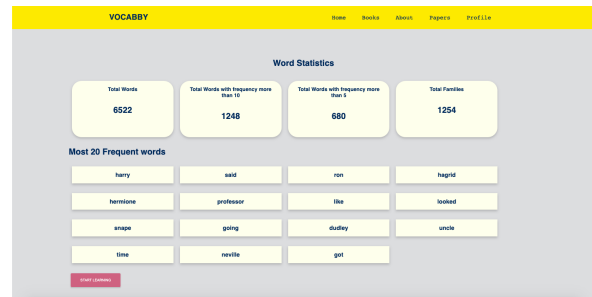 VOCABBY
Home Books About Papers Profile
Word Statistics
Total Words
6522
Total Words with frequency more
than 10
1248
Total Words with frequency more
than 5
680
Total Families
1254
Most 20 Frequent words
harry said ron hagrid
hermione professor like looked
snape going dudley uncle
time neville got
START LEARNING